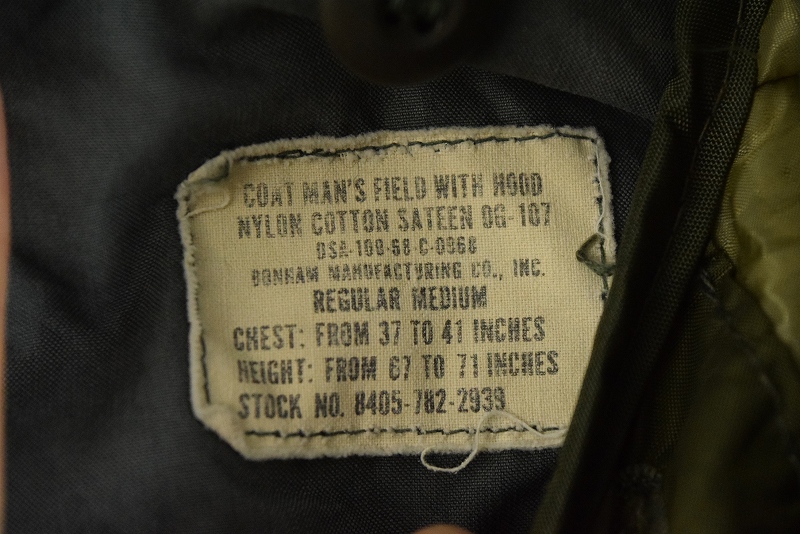 COAT MAN'S FIELD WITH HOOD
NYLON COTTON SATEEN OG-107
DSA-100-68-C-0368
BONHAM MANUFACTURING CO., INC.
REGULAR MEDIUM
CHEST: FROM 37 TO 41 INCHES
HEIGHT: FROM 67 TO 71 INCHES
STOCK NO. 8405-782-2939